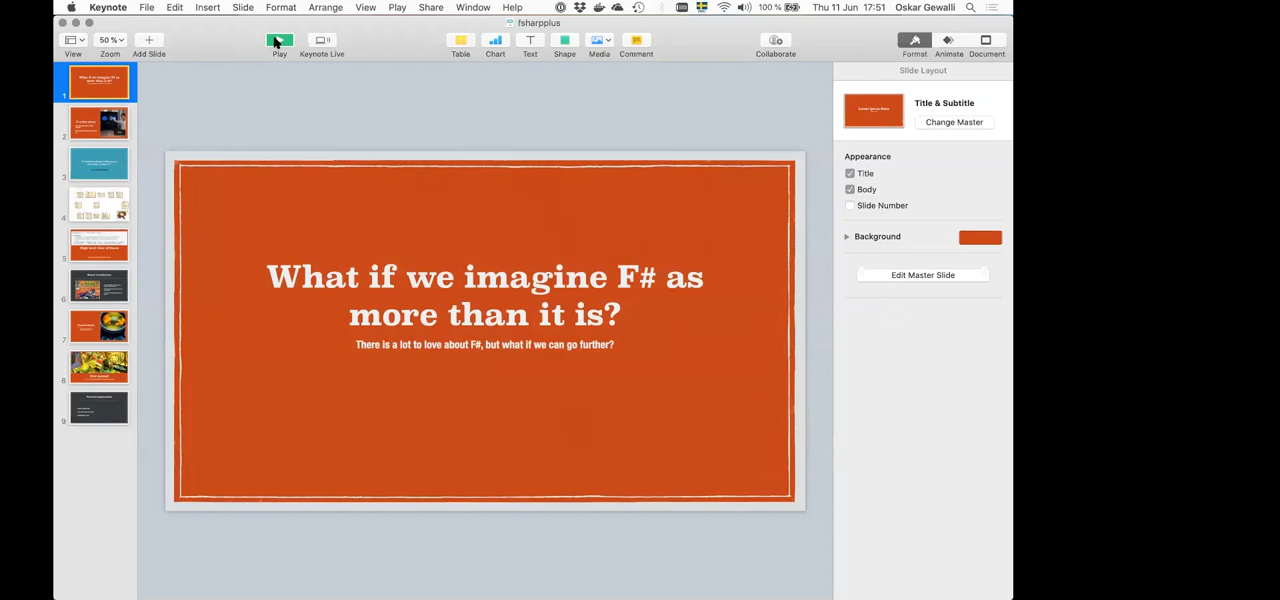 Keynote File Edit Insert Slide Format Arrange View Play Share Window Help 100 % Thu 11 Jun 17:51 Oskar Gewalli
fsharpplus
50 %
View Zoom Add Slide Play Keynote Live Table Chart Text Shape Media Comment Collaborate Format Animate Document
Slide Layout
Title & Subtitle
Change Master
Appearance
Title
Body
Slide Number
Background
Edit Master Slide
1
2
3
4
5
6
7
8
9
What if we imagine F# as
more than it is?
There is a lot to love about F#, but what if we can go further?